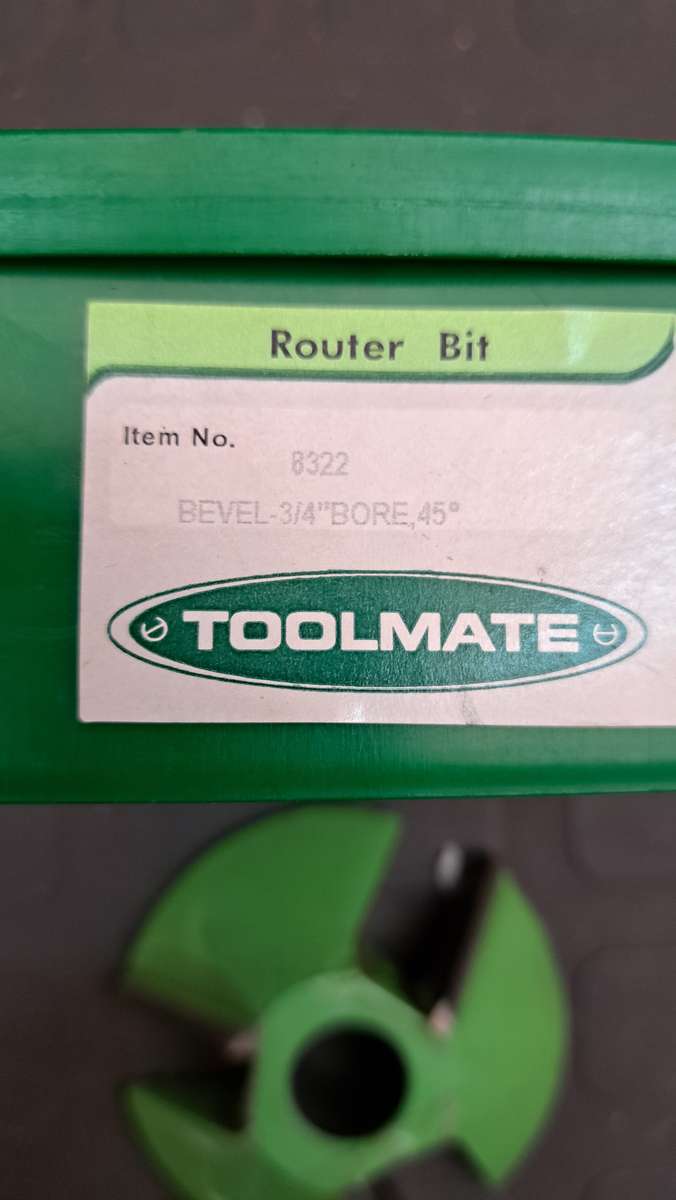 Router Bit
Item No.
8322
BEVEL-3/4"BORE,45°
TOOLMATE